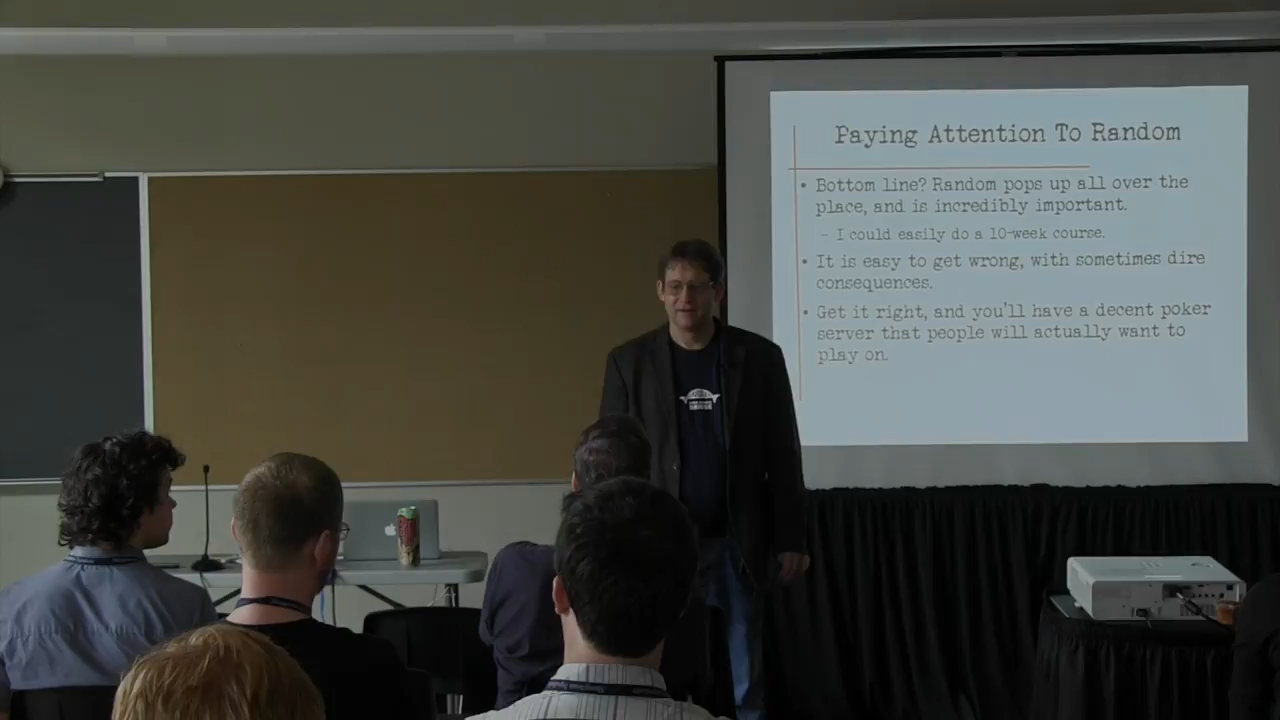 Paying Attention To Random
• Bottom line? Random pops up all over the
place, and is incredibly important.
– I could easily do a 10-week course.
• It is easy to get wrong, with sometimes dire
consequences.
• Get it right, and you'll have a decent poker
server that people will actually want to
play on.